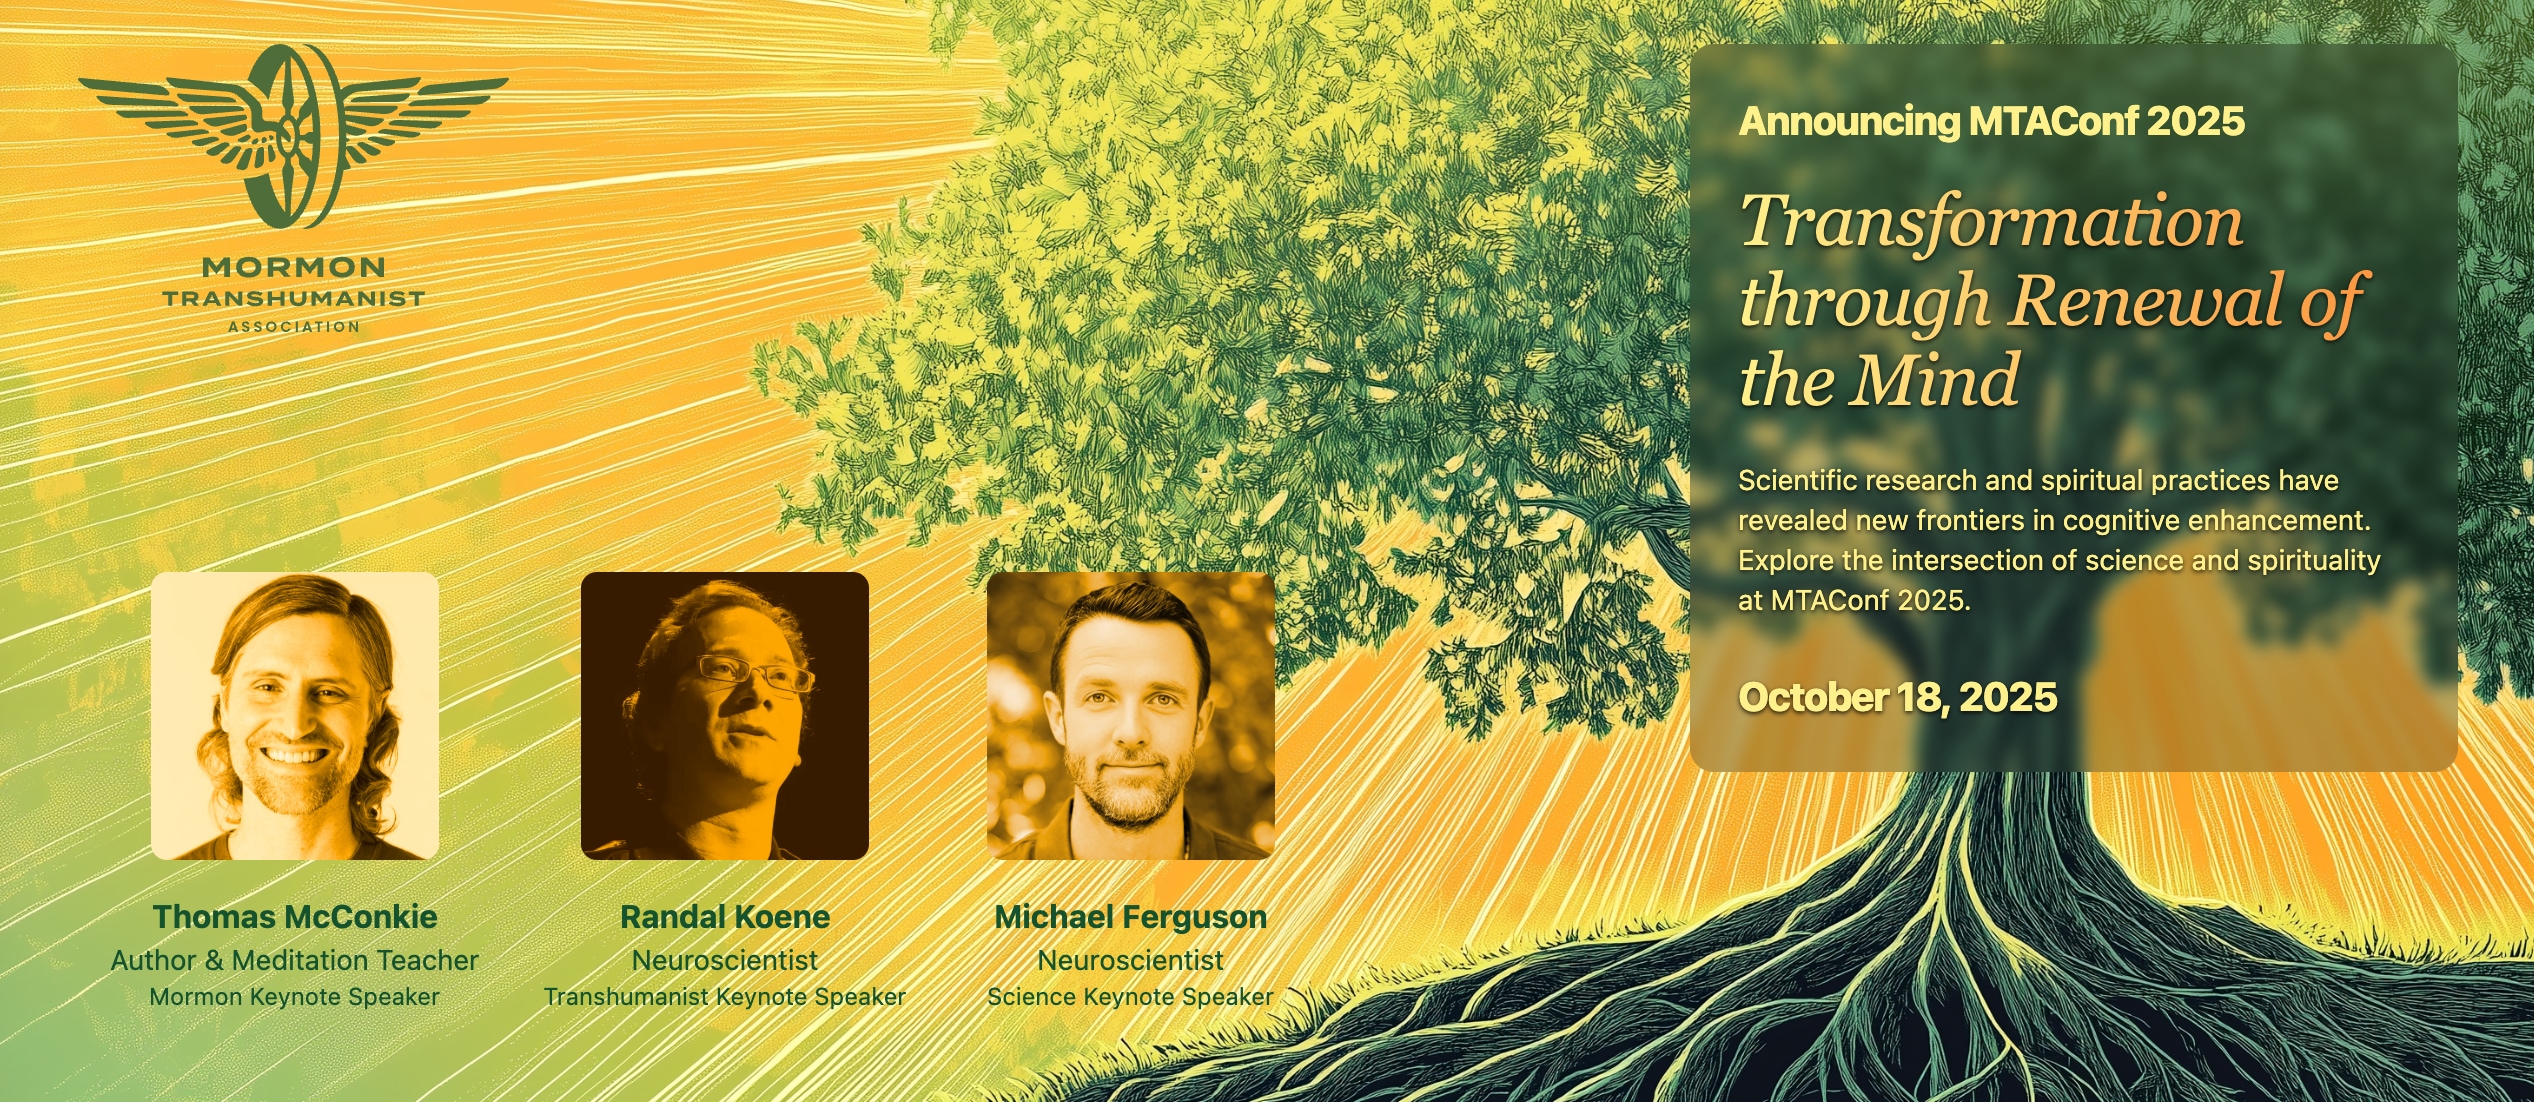 MORMON
TRANSHUMANIST
ASSOCIATION
Announcing MTAConf 2025
Transformation
through Renewal of
the Mind
Scientific research and spiritual practices have
revealed new frontiers in cognitive enhancement.
Explore the intersection of science and spirituality
at MTAConf 2025.
October 18, 2025
Thomas McConkie
Author & Meditation Teacher
Mormon Keynote Speaker
Randal Koene
Neuroscientist
Transhumanist Keynote Speaker
Michael Ferguson
Neuroscientist
Science Keynote Speaker